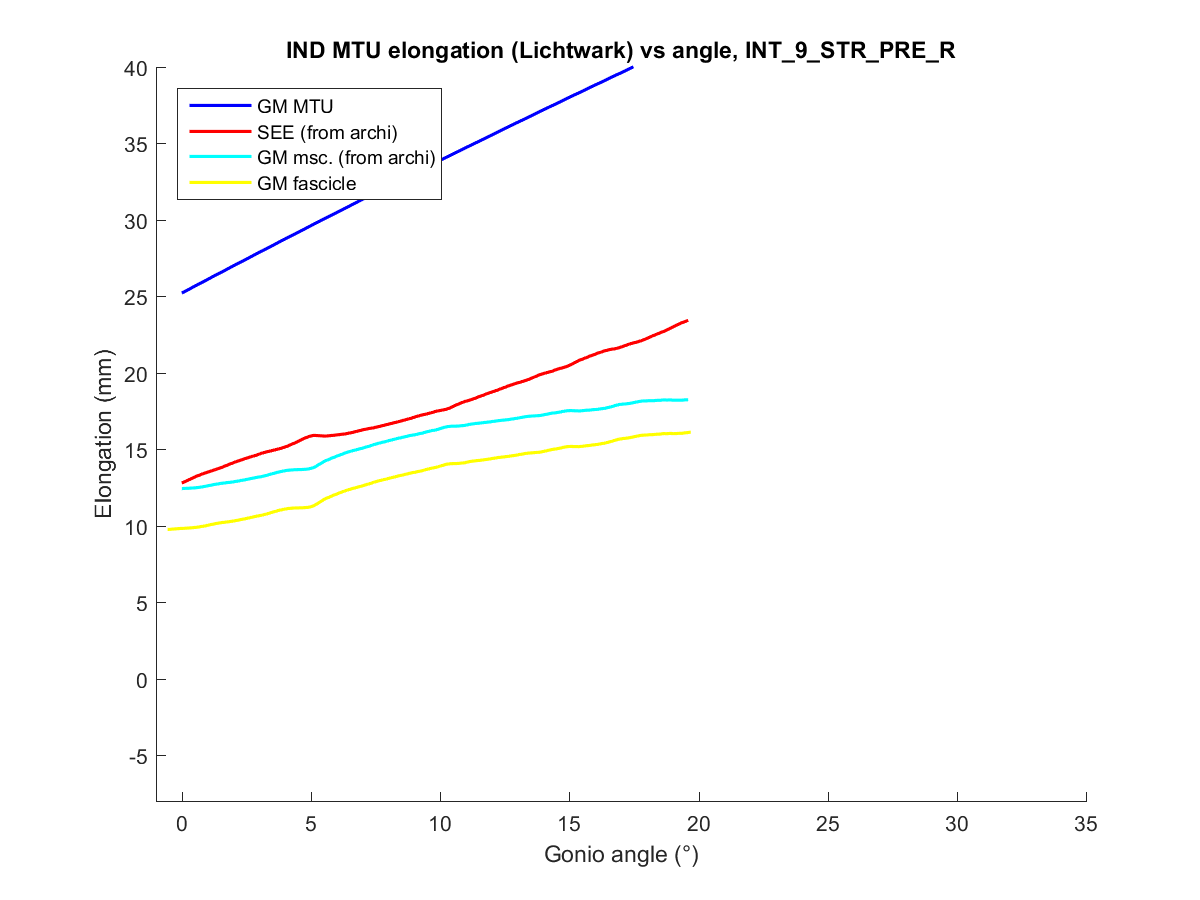 IND MTU elongation (Lichtwark) vs angle, INT_9_STR_PRE_R
GM MTU
SEE (from archi)
GM msc. (from archi)
GM fascicle
40
35
30
25
20
15
10
5
0
-5
Elongation (mm)
0 5 10 15 20 25 30 35
Gonio angle (°)